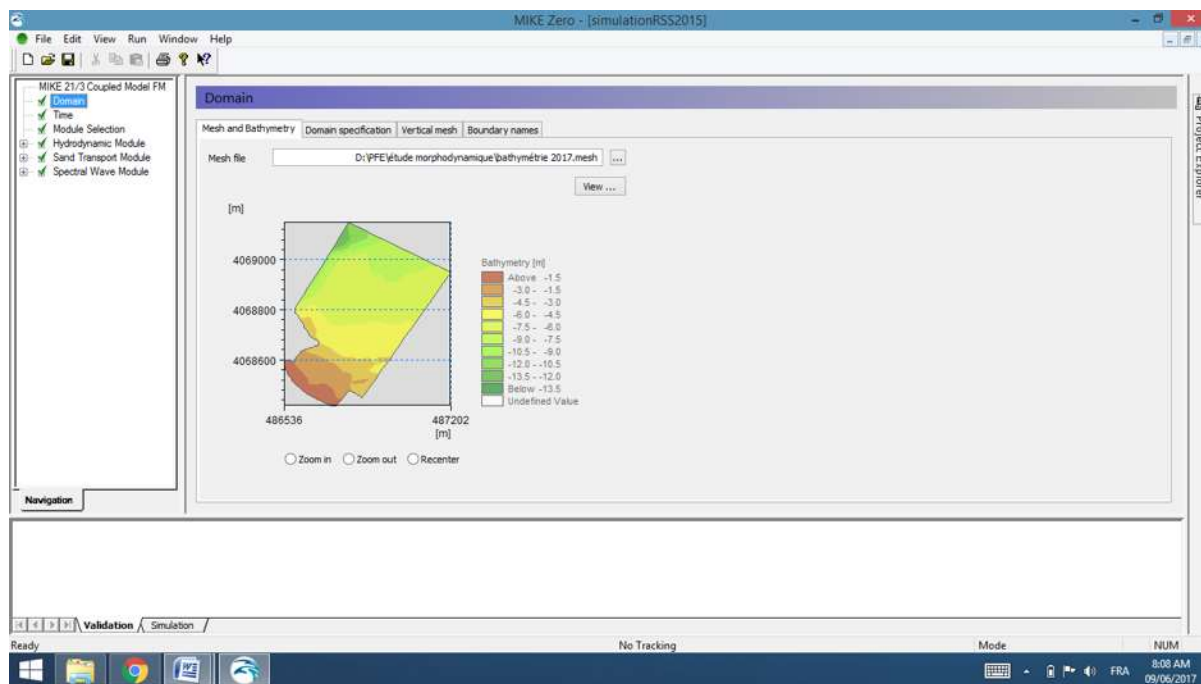 MIKE Zero - [simulationRSS2015]
File Edit View Run Window Help
MIKE 21/3 Coupled Model FM
Domain
Time
Module Selection
Hydrodynamic Module
Sand Transport Module
Spectral Wave Module
Navigation
Domain
Mesh and Bathymetry Domain specification Vertical mesh Boundary names
Mesh file D:\PFE\étude morphodynamique\bathymétrie 2017.mesh ...
View ...
[m]
4069000
4068800
4068600
486536 487202
[m]
Bathymetry [m]
Above -1.5
-3.0 - -1.5
-4.5 - -3.0
-6.0 - -4.5
-7.5 - -6.0
-9.0 - -7.5
-10.5 - -9.0
-12.0 - -10.5
-13.5 - -12.0
Below -13.5
Undefined Value
Zoom in Zoom out Recenter
Project Explorer
Validation Simulation
Ready No Tracking Mode NUM
FRA 8:08 AM
09/06/2017